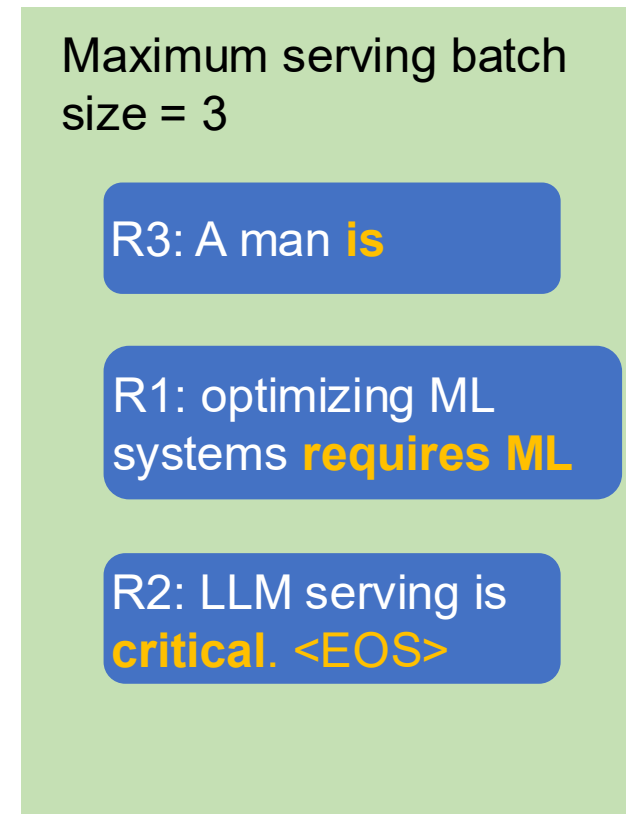 Maximum serving batch
size = 3
R3: A man is
R1: optimizing ML
systems requires ML
R2: LLM serving is
critical. <EOS>